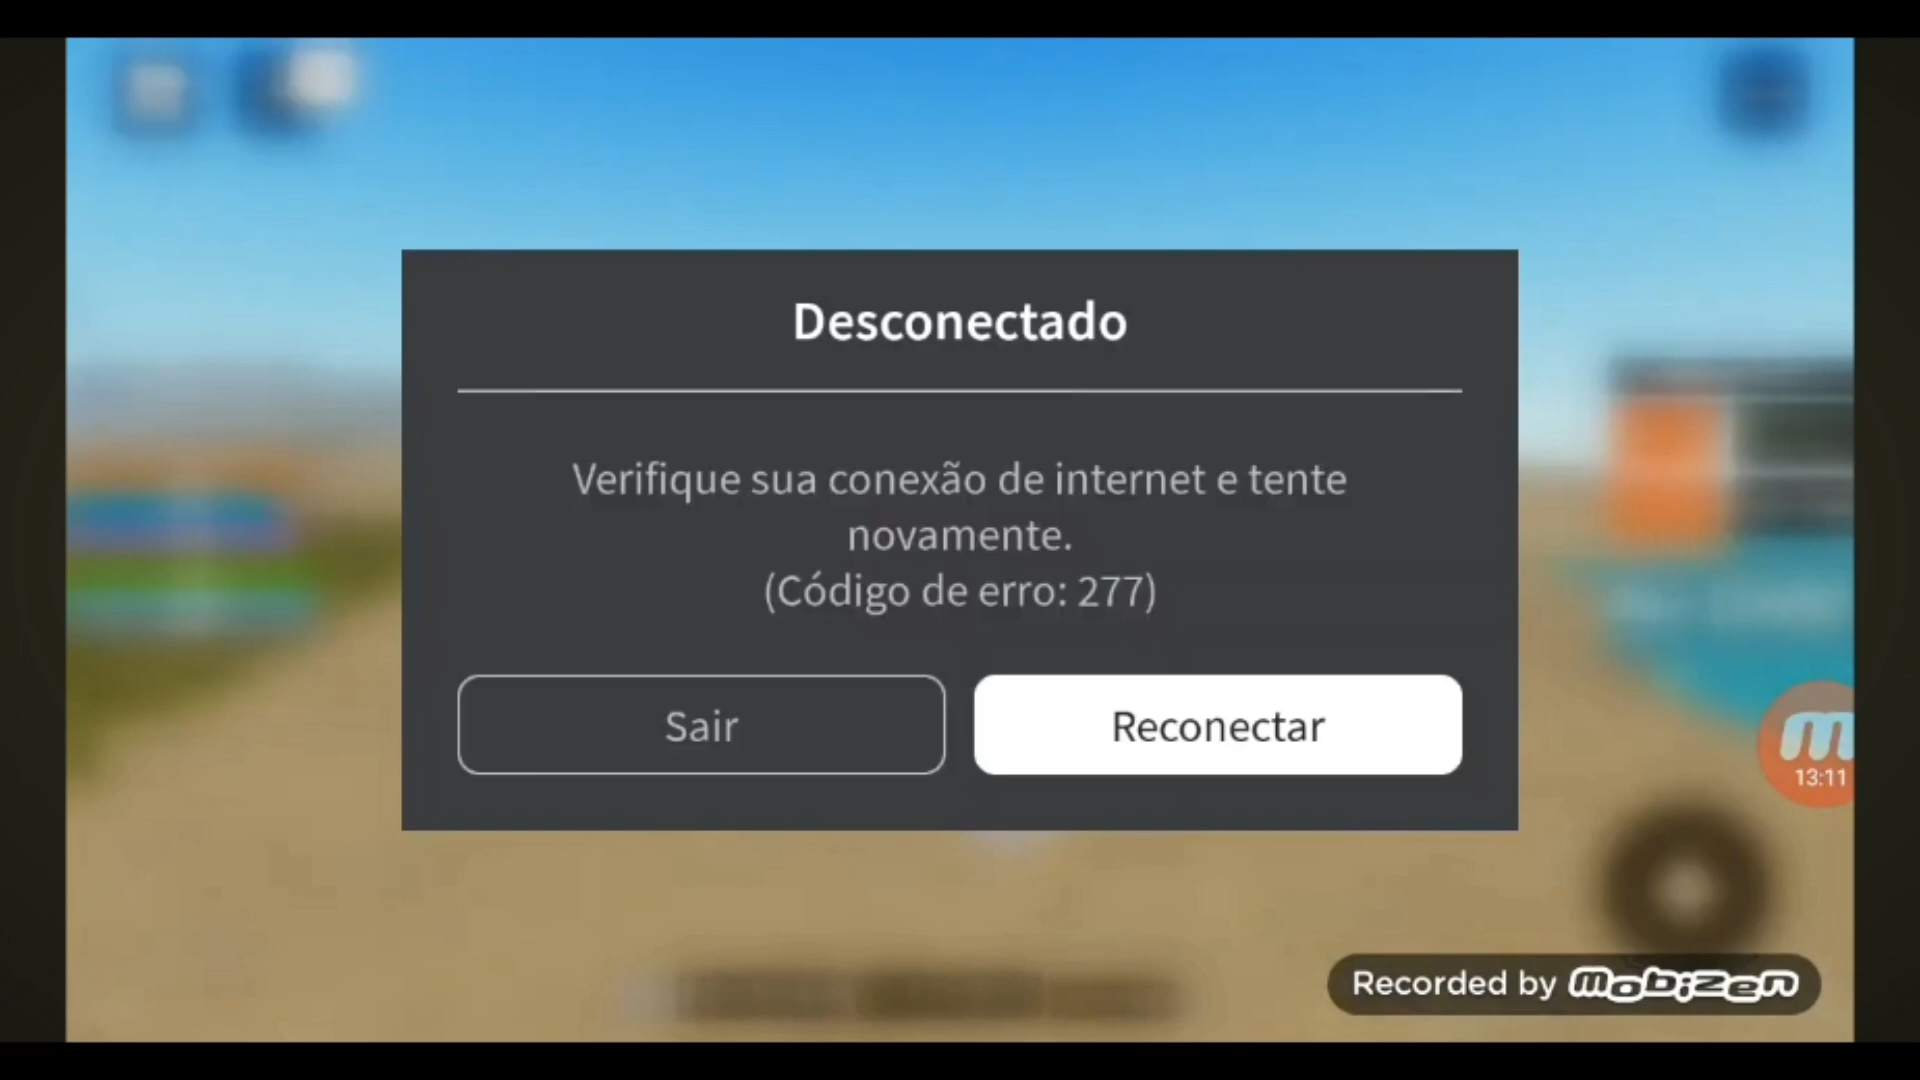 Desconectado
Verifique sua conexão de internet e tente
novamente.
(Código de erro: 277)
Sair
Reconectar
13:11
Recorded by mobizen